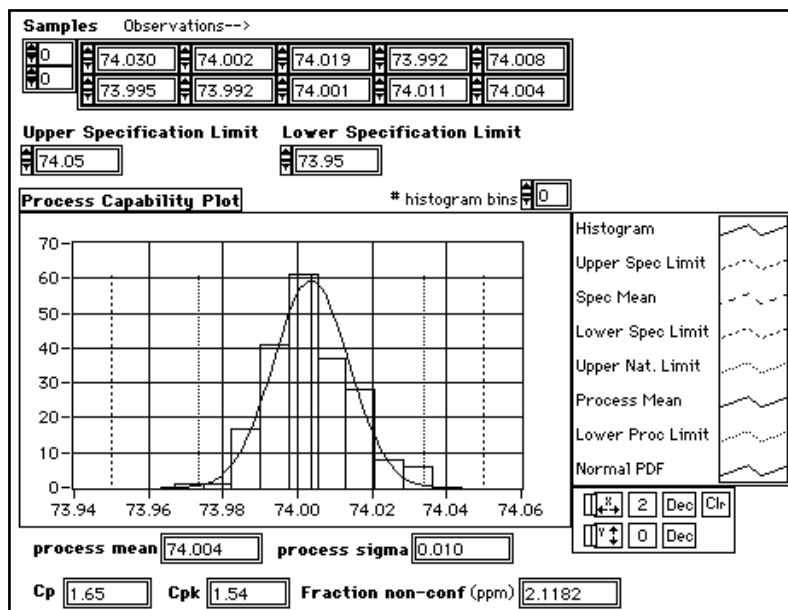 Samples Observations-->
0 74.030 74.002 74.019 73.992 74.008
0 73.995 73.992 74.001 74.011 74.004
Upper Specification Limit Lower Specification Limit
74.05 73.95
Process Capability Plot # histogram bins 0
70
60
50
40
30
20
10
0
73.94 73.96 73.98 74.00 74.02 74.04 74.06
Histogram
Upper Spec Limit
Spec Mean
Lower Spec Limit
Upper Nat. Limit
Process Mean
Lower Proc Limit
Normal PDF
X 2 Dec Clr
Y 0 Dec
process mean 74.004 process sigma 0.010
Cp 1.65 Cpk 1.54 Fraction non-conf (ppm) 2.1182